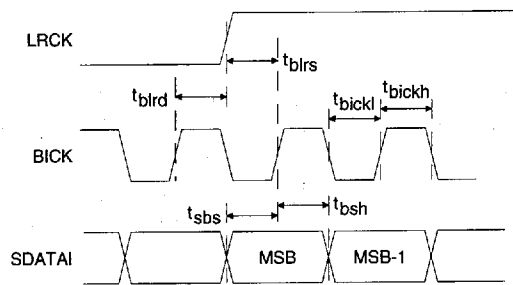 LRCK
tblrs
tblrd
tbickl
tbickh
BICK
tsbs
tbsh
SDATAI
MSB
MSB-1